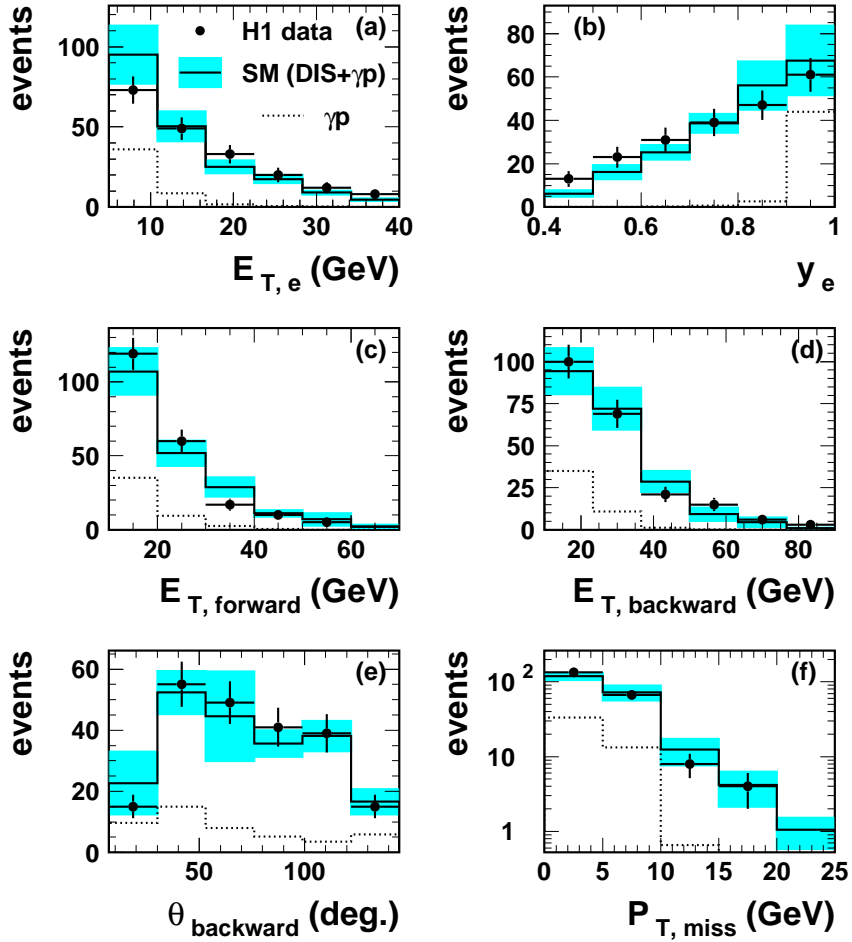 events
(a)
H1 data
SM (DIS+γp)
γp
100
50
0
10 20 30 40
E T, e (GeV)
events
(b)
80
60
40
20
0
0.4 0.6 0.8 1
y e
events
(c)
100
50
0
20 40 60
E T, forward (GeV)
events
(d)
100
75
50
25
0
20 40 60 80
E T, backward (GeV)
events
(e)
60
40
20
0
50 100
θ backward (deg.)
events
(f)
10 2
10
1
0 5 10 15 20 25
P T, miss (GeV)